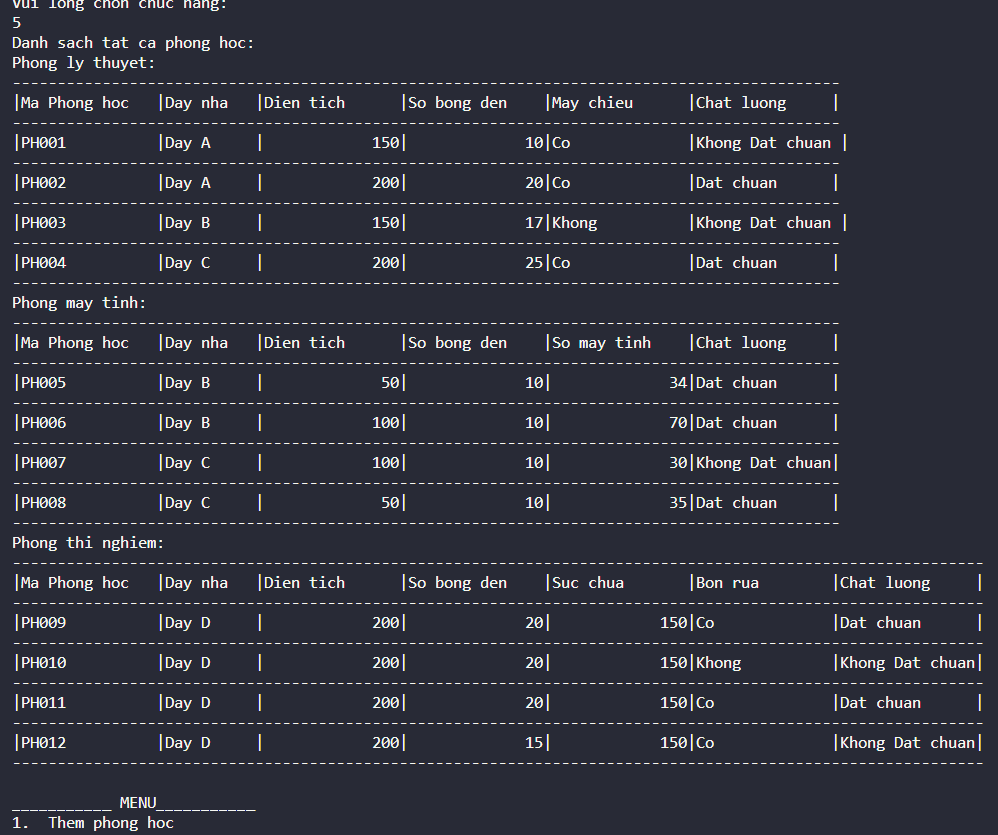 Vui long chon chuc nang:
5
Danh sach tat ca phong hoc:
Phong ly thuyet:
--------------------------------------------------------------------------------------------
|Ma Phong hoc   |Day nha   |Dien tich      |So bong den    |May chieu      |Chat luong     |
--------------------------------------------------------------------------------------------
|PH001          |Day A     |            150|             10|Co             |Khong Dat chuan |
--------------------------------------------------------------------------------------------
|PH002          |Day A     |            200|             20|Co             |Dat chuan      |
--------------------------------------------------------------------------------------------
|PH003          |Day B     |            150|             17|Khong          |Khong Dat chuan |
--------------------------------------------------------------------------------------------
|PH004          |Day C     |            200|             25|Co             |Dat chuan      |
--------------------------------------------------------------------------------------------
Phong may tinh:
--------------------------------------------------------------------------------------------
|Ma Phong hoc   |Day nha   |Dien tich      |So bong den    |So may tinh    |Chat luong     |
--------------------------------------------------------------------------------------------
|PH005          |Day B     |             50|             10|             34|Dat chuan      |
--------------------------------------------------------------------------------------------
|PH006          |Day B     |            100|             10|             70|Dat chuan      |
--------------------------------------------------------------------------------------------
|PH007          |Day C     |            100|             10|             30|Khong Dat chuan|
--------------------------------------------------------------------------------------------
|PH008          |Day C     |             50|             10|             35|Dat chuan      |
--------------------------------------------------------------------------------------------
Phong thi nghiem:
------------------------------------------------------------------------------------------------------------
|Ma Phong hoc   |Day nha   |Dien tich      |So bong den    |Suc chua       |Bon rua        |Chat luong     |
------------------------------------------------------------------------------------------------------------
|PH009          |Day D     |            200|             20|            150|Co             |Dat chuan      |
------------------------------------------------------------------------------------------------------------
|PH010          |Day D     |            200|             20|            150|Khong          |Khong Dat chuan|
------------------------------------------------------------------------------------------------------------
|PH011          |Day D     |            200|             20|            150|Co             |Dat chuan      |
------------------------------------------------------------------------------------------------------------
|PH012          |Day D     |            200|             15|            150|Co             |Khong Dat chuan|
------------------------------------------------------------------------------------------------------------
___________ MENU___________
1.  Them phong hoc